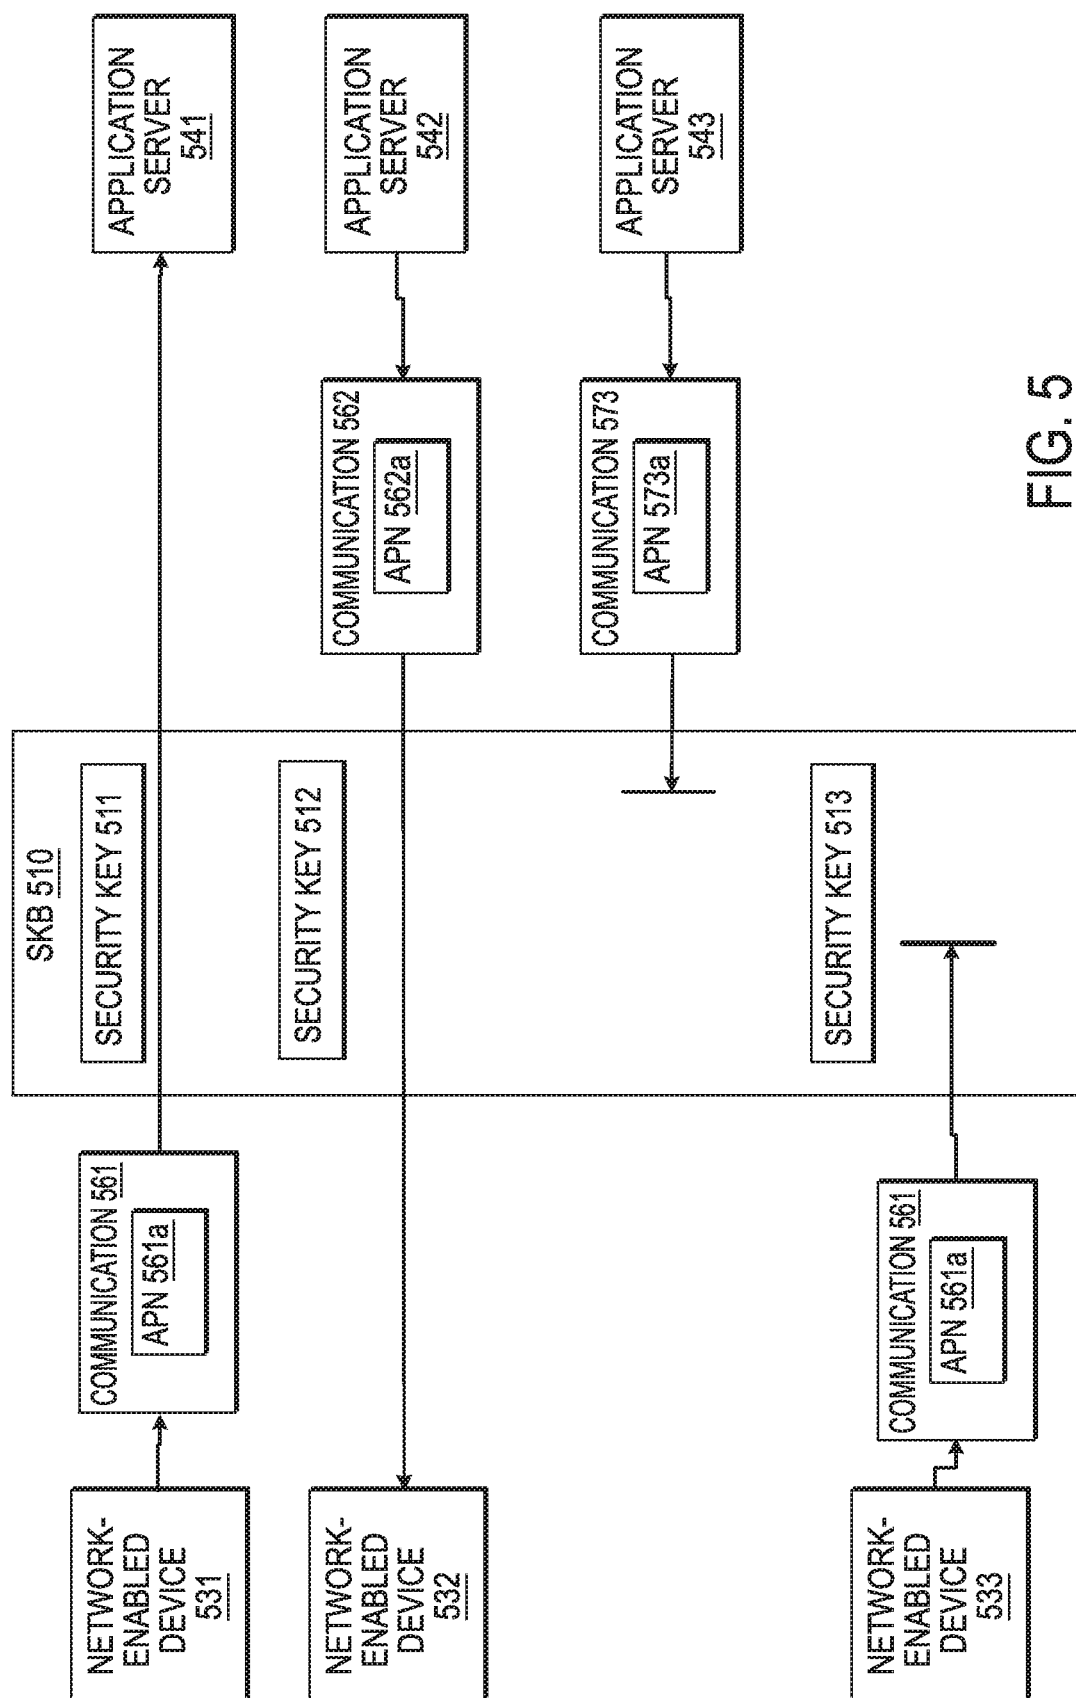 SKB 510
NETWORK-
ENABLED
DEVICE
531
COMMUNICATION 561
APN 561a
SECURITY KEY 511
APPLICATION
SERVER
541
NETWORK-
ENABLED
DEVICE
532
SECURITY KEY 512
COMMUNICATION 562
APN 562a
APPLICATION
SERVER
542
COMMUNICATION 573
APN 573a
APPLICATION
SERVER
543
NETWORK-
ENABLED
DEVICE
533
COMMUNICATION 561
APN 561a
SECURITY KEY 513
FIG. 5